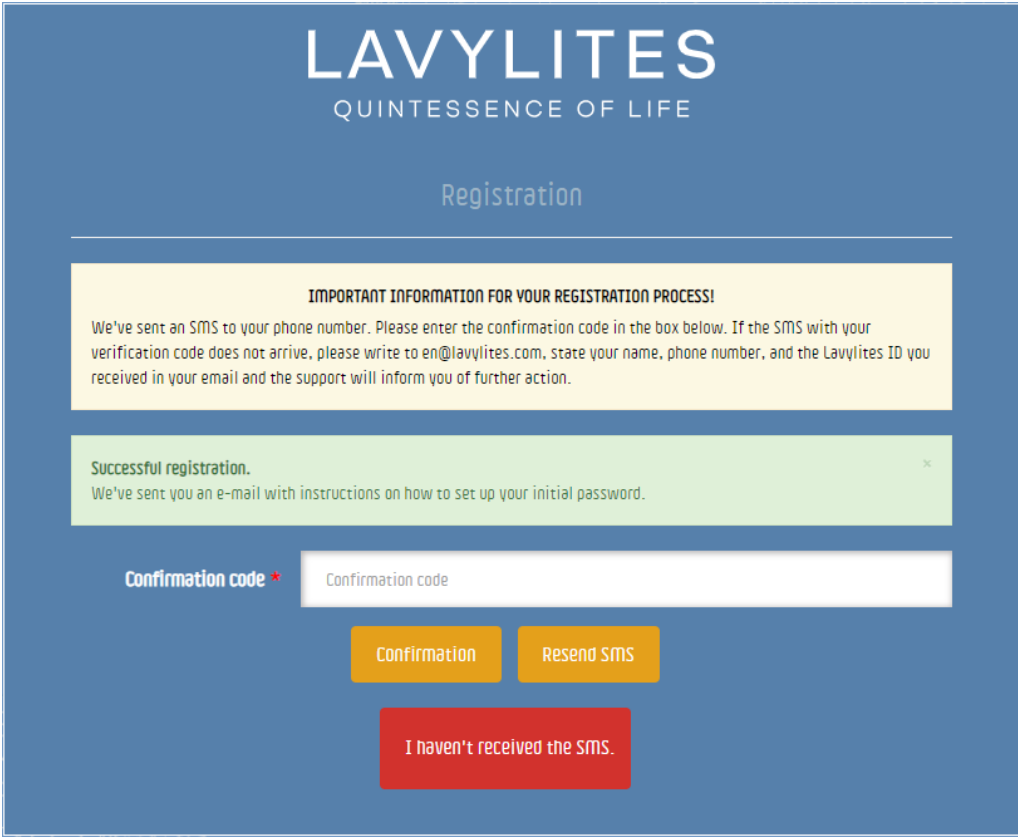 LAVYLITES
QUINTESSENCE OF LIFE
Registration
IMPORTANT INFORMATION FOR YOUR REGISTRATION PROCESS!
We've sent an SMS to your phone number. Please enter the confirmation code in the box below. If the SMS with your
verification code does not arrive, please write to en@lavylites.com, state your name, phone number, and the Lavylites ID you
received in your email and the support will inform you of further action.
Successful registration. ×
We've sent you an e-mail with instructions on how to set up your initial password.
Confirmation code * Confirmation code
Confirmation Resend SMS
I haven't received the SMS.